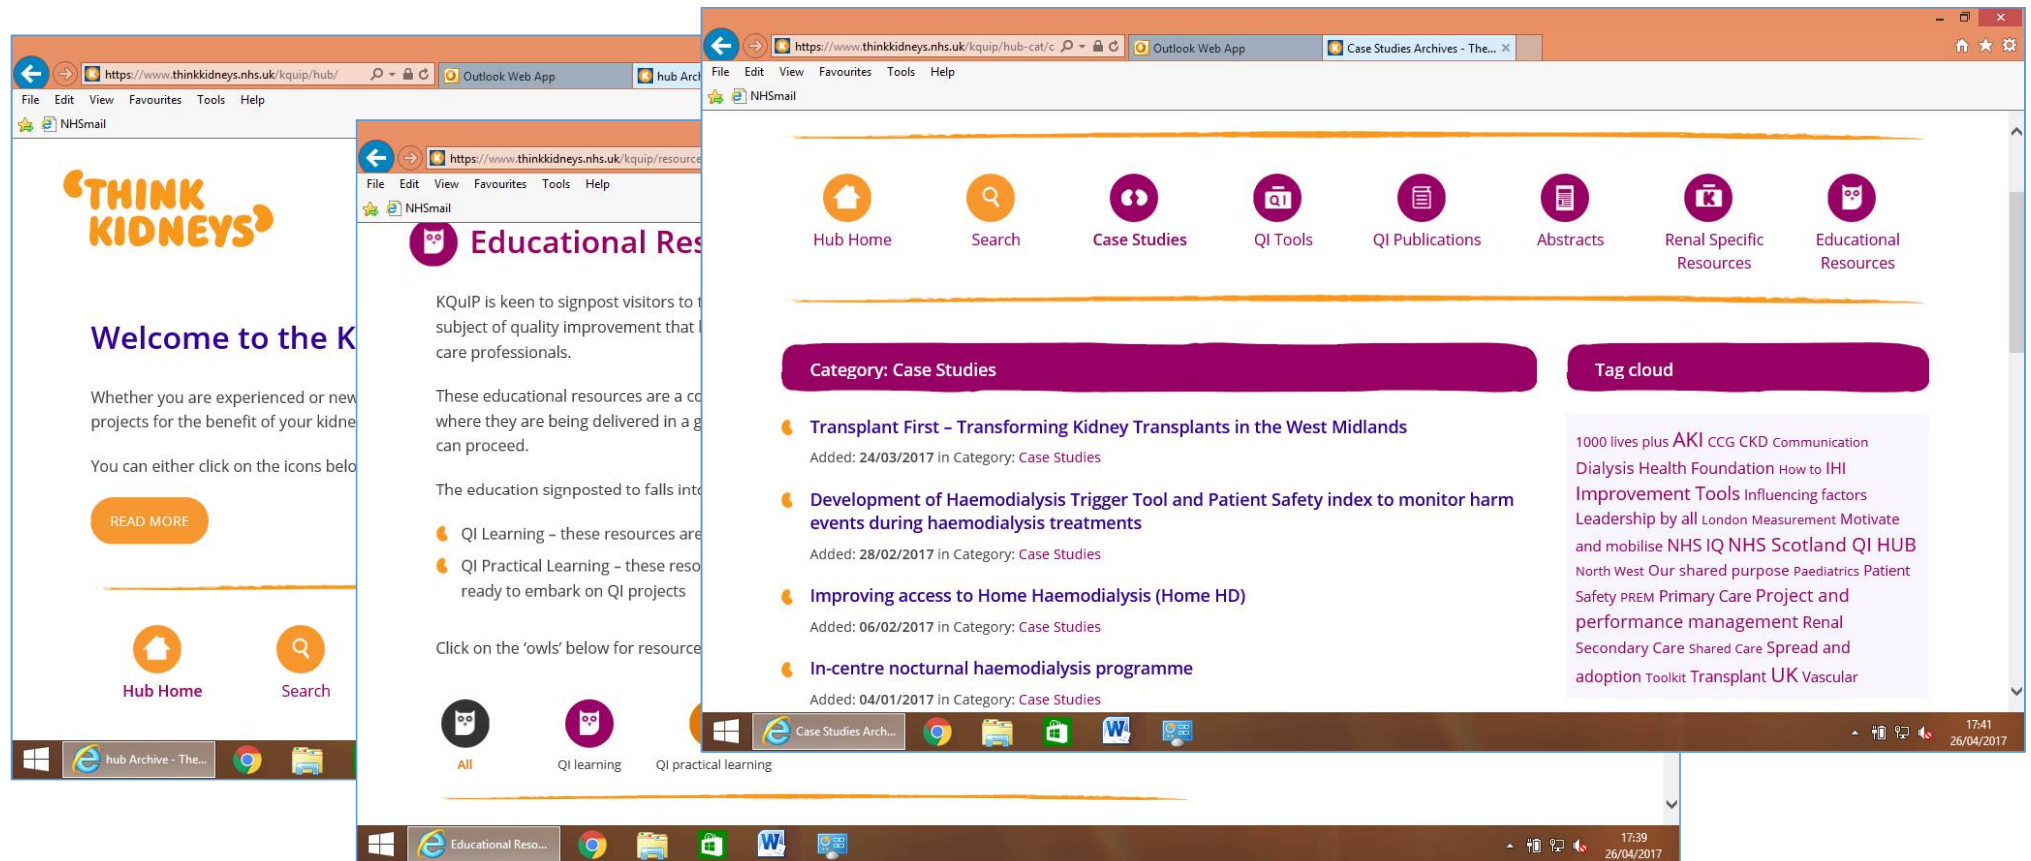 https://www.thinkkidneys.nhs.uk/kquip/hub/
Outlook Web App
hub Arch
File Edit View Favourites Tools Help
NHSmail
THINK
KIDNEYS
Welcome to the K
Whether you are experienced or new
projects for the benefit of your kidne
You can either click on the icons belo
READ MORE
Hub Home
Search
hub Archive - The...
https://www.thinkkidneys.nhs.uk/kquip/resource
File Edit View Favourites Tools Help
NHSmail
Educational Res
KQuIP is keen to signpost visitors to t
subject of quality improvement that
care professionals.
These educational resources are a co
where they are being delivered in a g
can proceed.
The education signposted to falls into
QI Learning – these resources are
QI Practical Learning – these reso
ready to embark on QI projects
Click on the ‘owls’ below for resource
All
QI learning
QI practical learning
Educational Reso...
17:39
26/04/2017
https://www.thinkkidneys.nhs.uk/kquip/hub-cat/c
Outlook Web App
Case Studies Archives - The...
File Edit View Favourites Tools Help
NHSmail
Hub Home
Search
Case Studies
QI
QI Tools
QI Publications
Abstracts
K
Renal Specific
Resources
Educational
Resources
Category: Case Studies
Transplant First – Transforming Kidney Transplants in the West Midlands
Added: 24/03/2017 in Category: Case Studies
Development of Haemodialysis Trigger Tool and Patient Safety index to monitor harm
events during haemodialysis treatments
Added: 28/02/2017 in Category: Case Studies
Improving access to Home Haemodialysis (Home HD)
Added: 06/02/2017 in Category: Case Studies
In-centre nocturnal haemodialysis programme
Added: 04/01/2017 in Category: Case Studies
Tag cloud
1000 lives plus AKI CCG CKD Communication
Dialysis Health Foundation How to IHI
Improvement Tools Influencing factors
Leadership by all London Measurement Motivate
and mobilise NHS IQ NHS Scotland QI HUB
North West Our shared purpose Paediatrics Patient
Safety PREM Primary Care Project and
performance management Renal
Secondary Care Shared Care Spread and
adoption Toolkit Transplant UK Vascular
Case Studies Arch...
17:41
26/04/2017